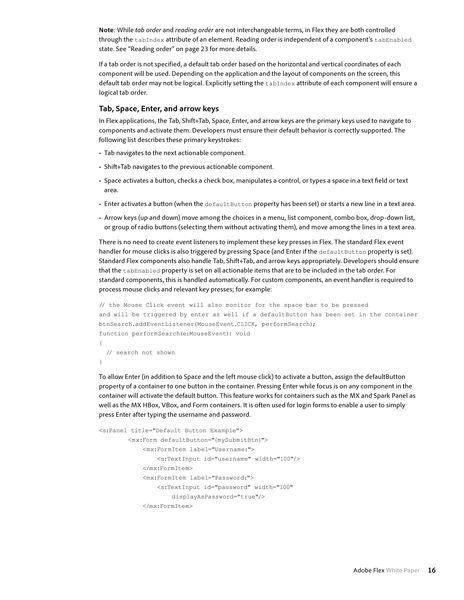 Note: While tab order and reading order are not interchangeable terms, in Flex they are both controlled
through the tabIndex attribute of an element. Reading order is independent of a component's tabEnabled
state. See "Reading order" on page 23 for more details.
If a tab order is not specified, a default tab order based on the horizontal and vertical coordinates of each
component will be used. Depending on the application and the layout of components on the screen, this
default tab order may not be logical. Explicitly setting the tabIndex attribute of each component will ensure a
logical tab order.
Tab, Space, Enter, and arrow keys
In Flex applications, the Tab, Shift+Tab, Space, Enter, and arrow keys are the primary keys used to navigate to
components and activate them. Developers must ensure their default behavior is correctly supported. The
following list describes these primary keystrokes:
• Tab navigates to the next actionable component.
• Shift+Tab navigates to the previous actionable component.
• Space activates a button, checks a check box, manipulates a control, or types a space in a text field or text
area.
• Enter activates a button (when the defaultButton property has been set) or starts a new line in a text area.
• Arrow keys (up and down) move among the choices in a menu, list component, combo box, drop-down list,
or group of radio buttons (selecting them without activating them), and move among the lines in a text area.
There is no need to create event listeners to implement these key presses in Flex. The standard Flex event
handler for mouse clicks is also triggered by pressing Space (and Enter if the defaultButton property is set).
Standard Flex components also handle Tab, Shift+Tab, and arrow keys appropriately. Developers should ensure
that the tabEnabled property is set on all actionable items that are to be included in the tab order. For
standard components, this is handled automatically. For custom components, an event handler is required to
process mouse clicks and relevant key presses; for example:
// the Mouse Click event will also monitor for the space bar to be pressed
and will be triggered by enter as well if a defaultButton has been set in the container
btnSearch.addEventListener(MouseEvent.CLICK, performSearch);
function performSearch(e:MouseEvent): void
{
// search not shown
}
To allow Enter (in addition to Space and the left mouse click) to activate a button, assign the defaultButton
property of a container to one button in the container. Pressing Enter while focus is on any component in the
container will activate the default button. This feature works for containers such as the MX and Spark Panel as
well as the MX HBox, VBox, and Form containers. It is often used for login forms to enable a user to simply
press Enter after typing the username and password.
<s:Panel title="Default Button Example">
<mx:Form defaultButton="{mySubmitBtn}">
<mx:FormItem label="Username:">
<s:TextInput id="username" width="100"/>
</mx:FormItem>
<mx:FormItem label="Password:">
<s:TextInput id="password" width="100"
displayAsPassword="true"/>
</mx:FormItem>
Adobe Flex White Paper 16